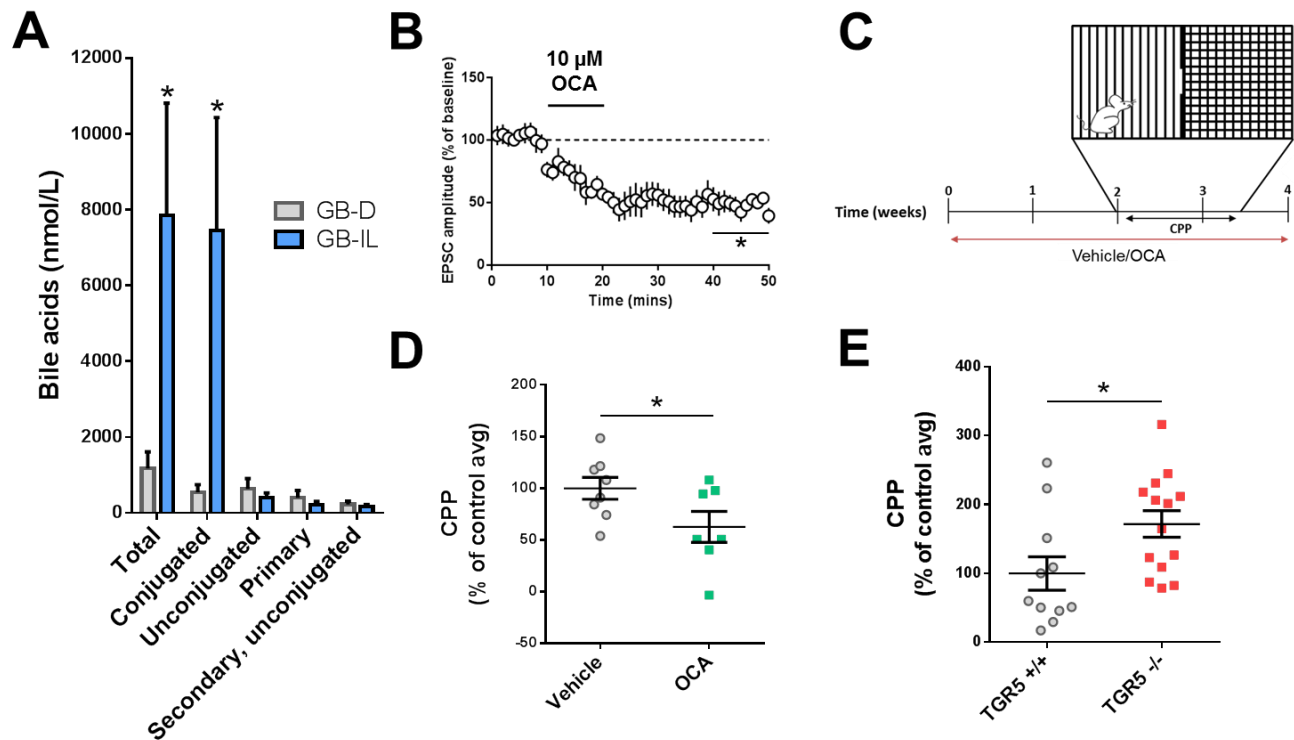 A
12000
10000
8000
6000
4000
2000
0
Bile acids (nmol/L)
*
*
GB-D
GB-IL
Total
Conjugated
Unconjugated
Primary
Secondary, unconjugated
B
10 µM
OCA
150
100
50
0
EPSC amplitude (% of baseline)
*
0
10
20
30
40
50
Time (mins)
C
0
1
2
3
4
Time (weeks)
CPP
Vehicle/OCA
D
200
150
100
50
0
-50
CPP
(% of control avg)
*
Vehicle
OCA
E
400
300
200
100
0
CPP
(% of control avg)
*
TGR5 +/+
TGR5 -/-